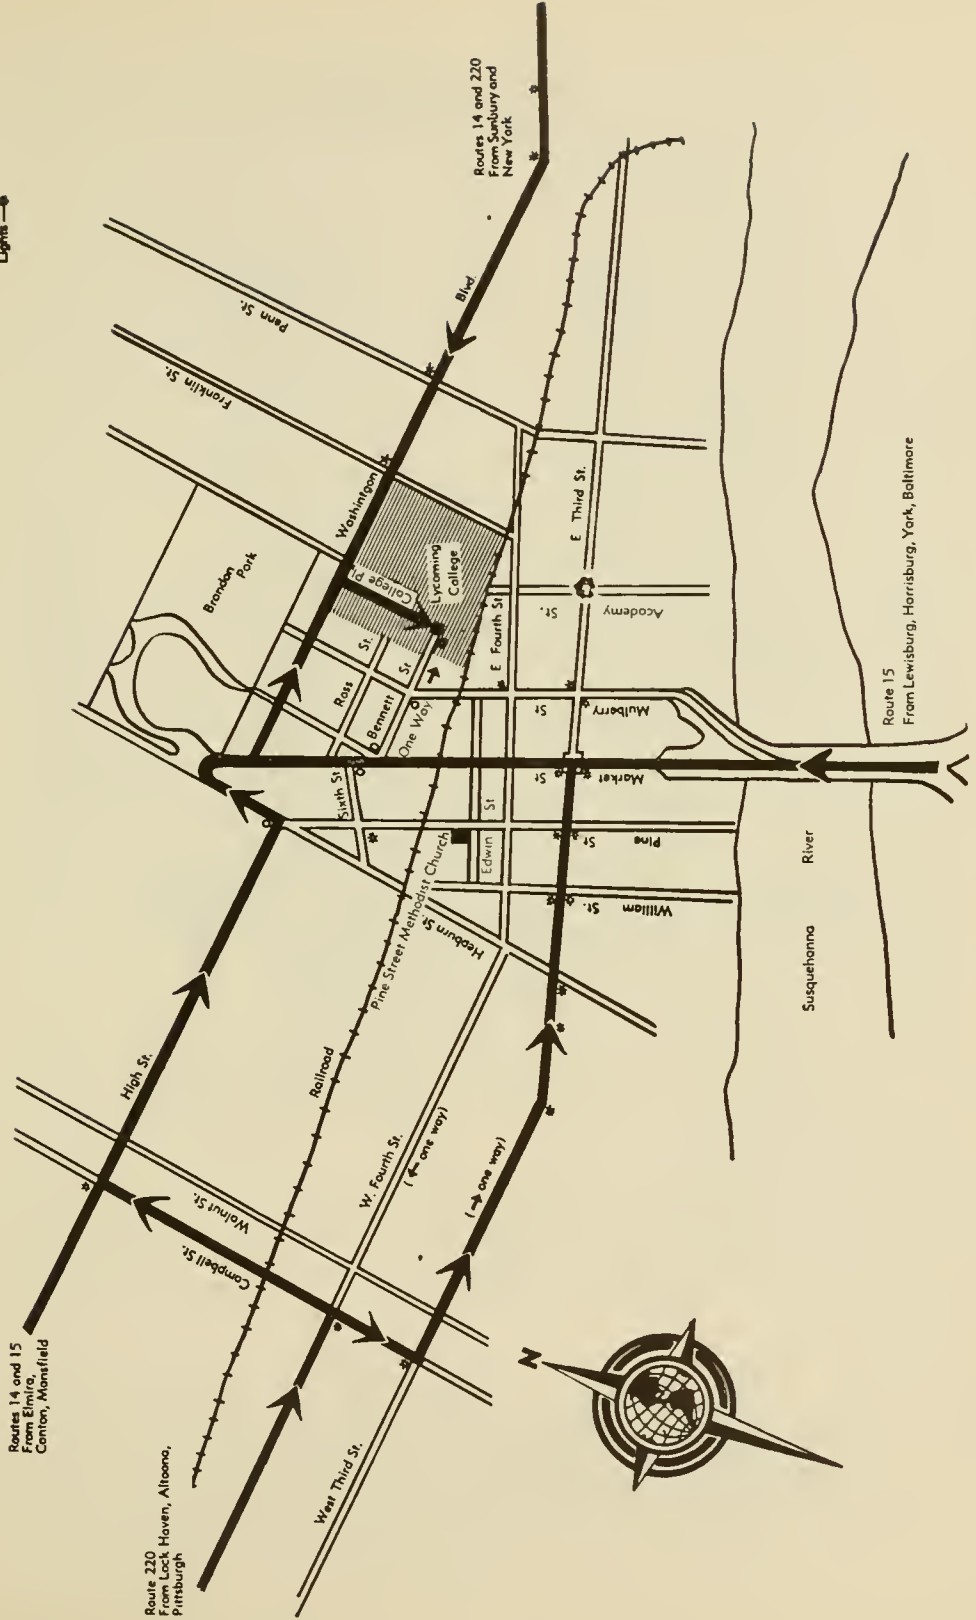 Lights
Routes 14 and 220
From Sunbury and
New York
Penn St.
Franklin St.
Blvd.
Washintgon
Brandon
Park
College Pl
Lycoming
College
E Third St.
E Fourth St
Academy
St.
Ross
St.
Bennett
St
One Way
Mulberry
St
Market
St
Sixth St
Edwin
St
Pine
St
William
St.
Pine Street Methodist Church
Hepburn St.
Route 15
From Lewisburg, Harrisburg, York, Baltimore
Susquehanna
River
High St.
Railroad
W. Fourth St.
(← one way)
(→ one way)
Walnut St.
Campbell St.
Routes 14 and 15
From Elmira,
Canton, Mansfield
Route 220
From Lock Haven, Altoona,
Pittsburgh
West Third St.
N